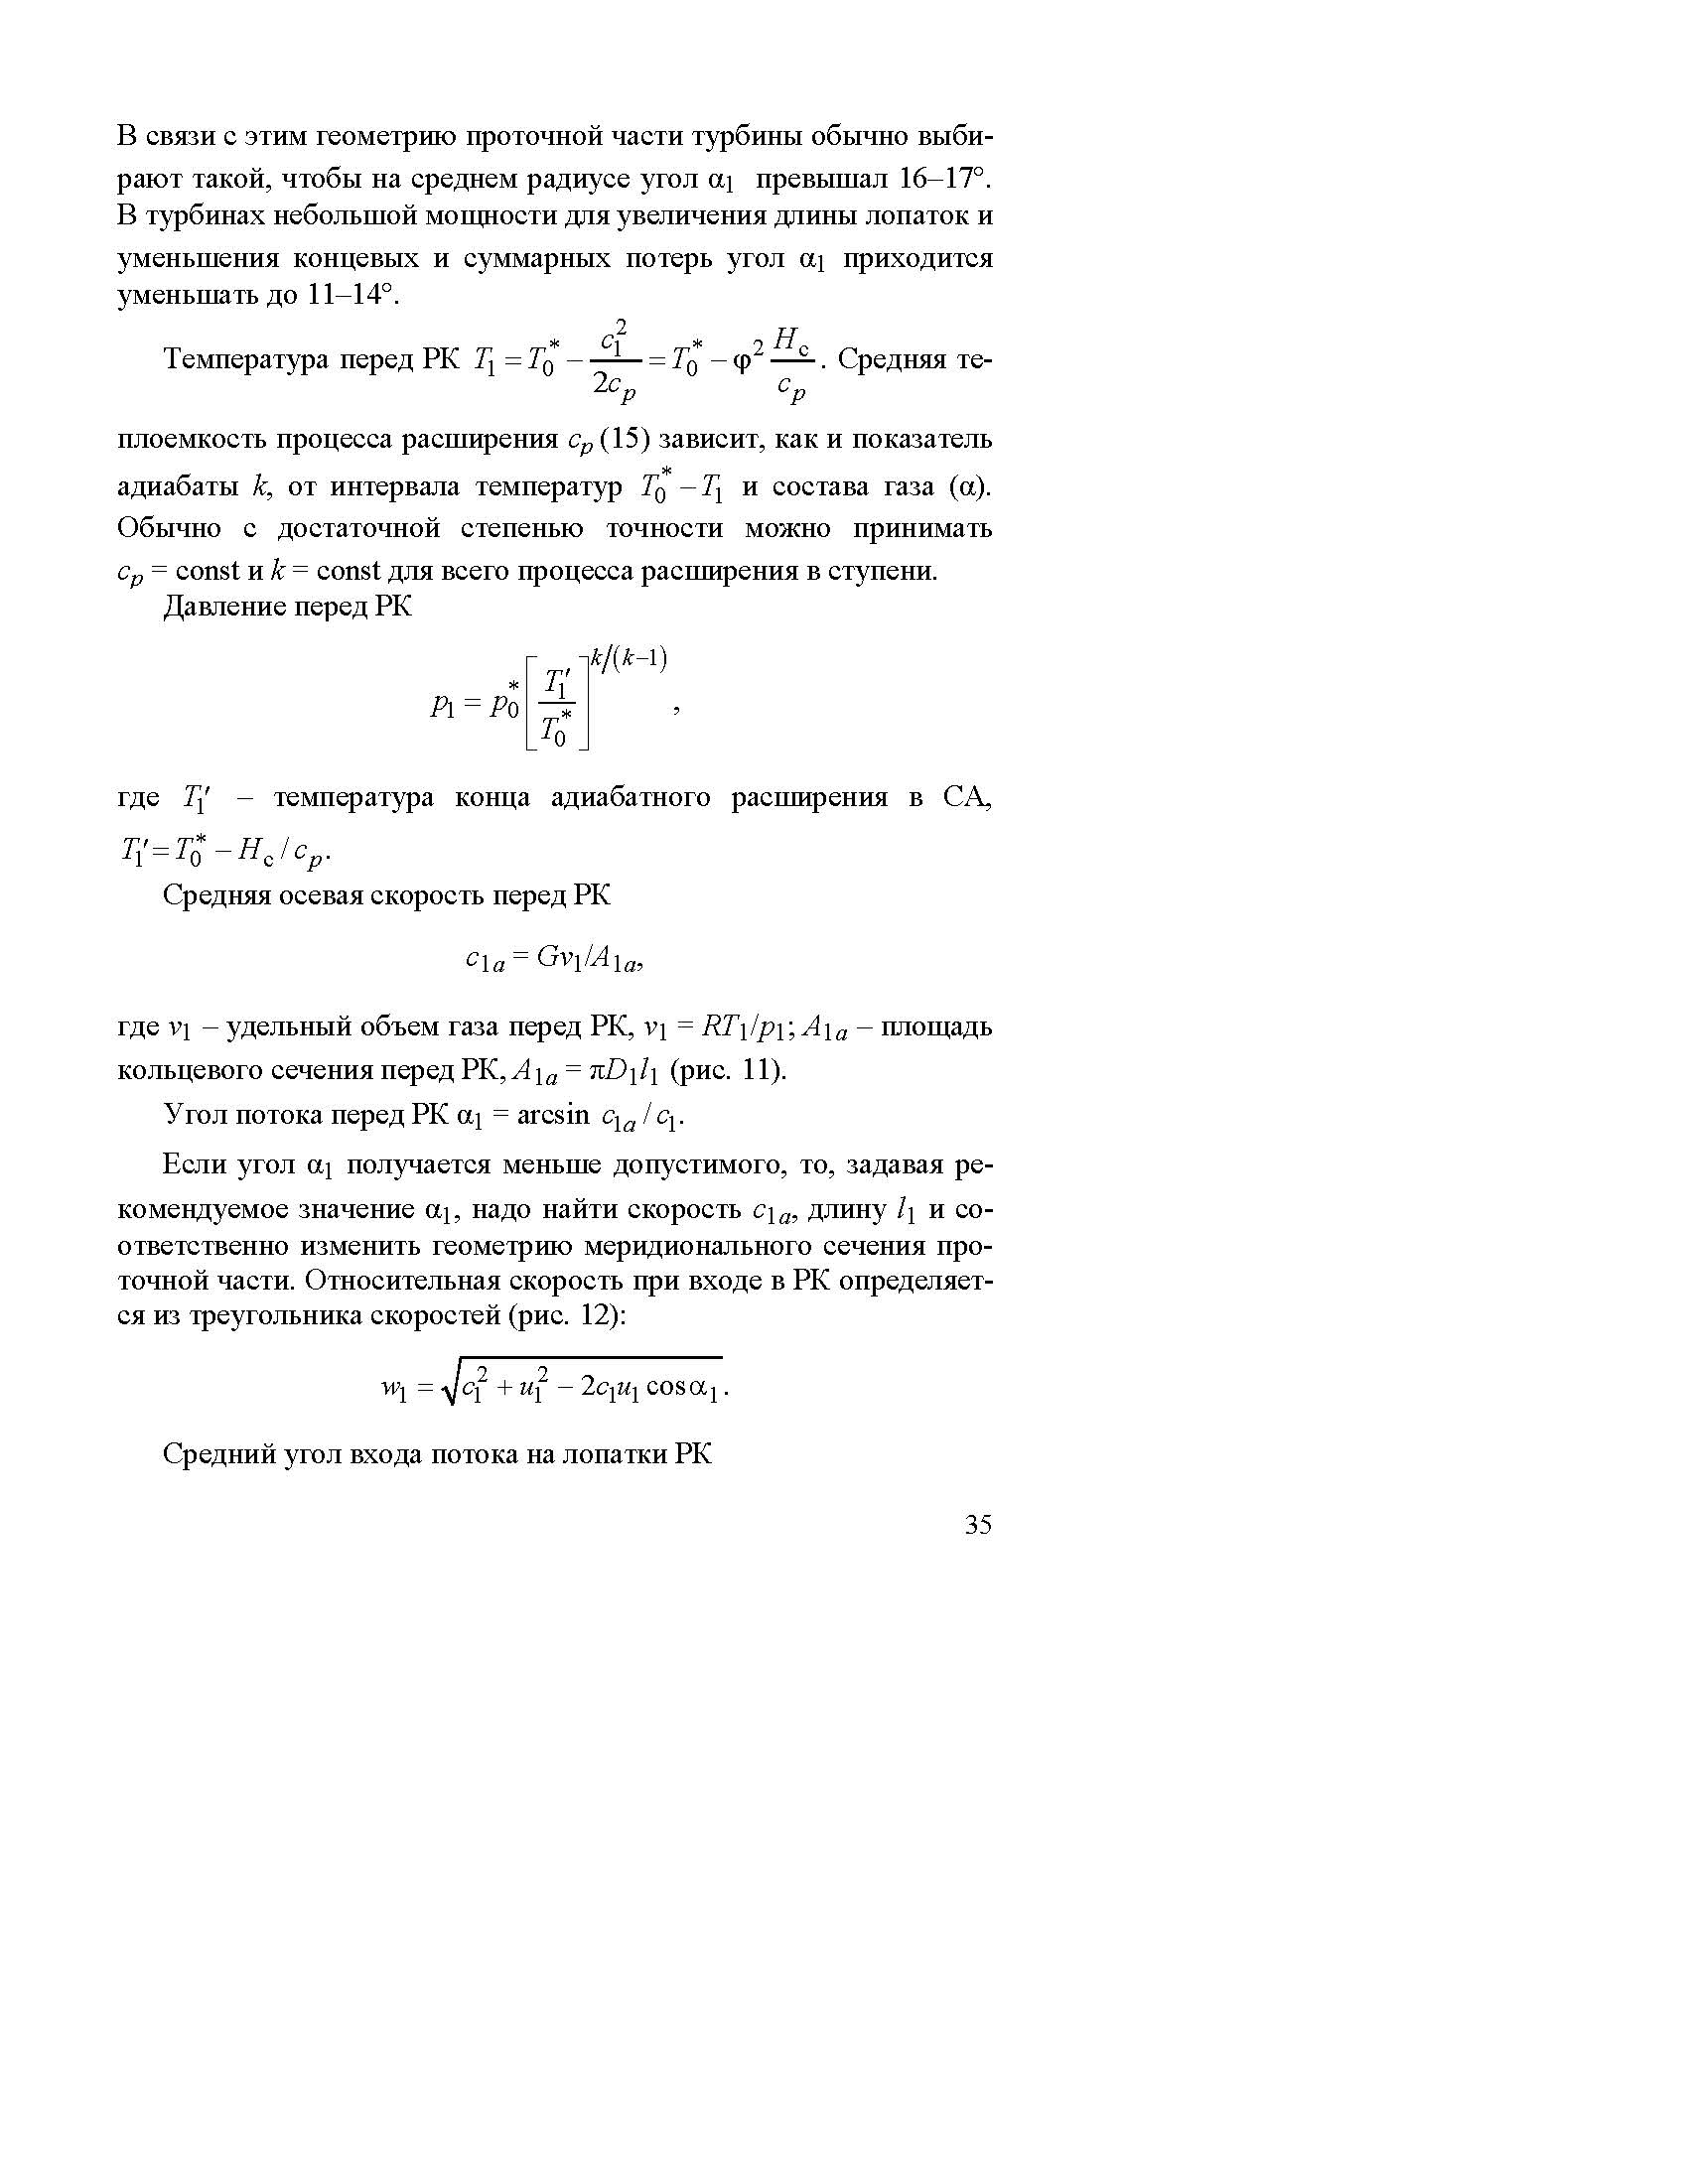 В связи с этим геометрию проточной части турбины обычно выби-
рают такой, чтобы на среднем радиусе угол α₁ превышал 16–17°.
В турбинах небольшой мощности для увеличения длины лопаток и
уменьшения концевых и суммарных потерь угол α₁ приходится
уменьшать до 11–14°.
Температура перед РК T₁ = T₀* – c₁²/2cₚ = T₀* – φ² H_с/cₚ. Средняя те-
плоемкость процесса расширения cₚ (15) зависит, как и показатель
адиабаты k, от интервала температур T₀* – T₁ и состава газа (α).
Обычно с достаточной степенью точности можно принимать
cₚ = const и k = const для всего процесса расширения в ступени.
Давление перед РК
p₁ = p₀* [T₁′/T₀*]^{k/(k–1)},
где T₁′ – температура конца адиабатного расширения в СА,
T₁′ = T₀* – H_с / cₚ.
Средняя осевая скорость перед РК
c₁ₐ = Gv₁/A₁ₐ,
где v₁ – удельный объем газа перед РК, v₁ = RT₁/p₁; A₁ₐ – площадь
кольцевого сечения перед РК, A₁ₐ = πD₁l₁ (рис. 11).
Угол потока перед РК α₁ = arcsin c₁ₐ / c₁.
Если угол α₁ получается меньше допустимого, то, задавая ре-
комендуемое значение α₁, надо найти скорость c₁ₐ, длину l₁ и со-
ответственно изменить геометрию меридионального сечения про-
точной части. Относительная скорость при входе в РК определяет-
ся из треугольника скоростей (рис. 12):
w₁ = √(c₁² + u₁² – 2c₁u₁ cos α₁).
Средний угол входа потока на лопатки РК
35